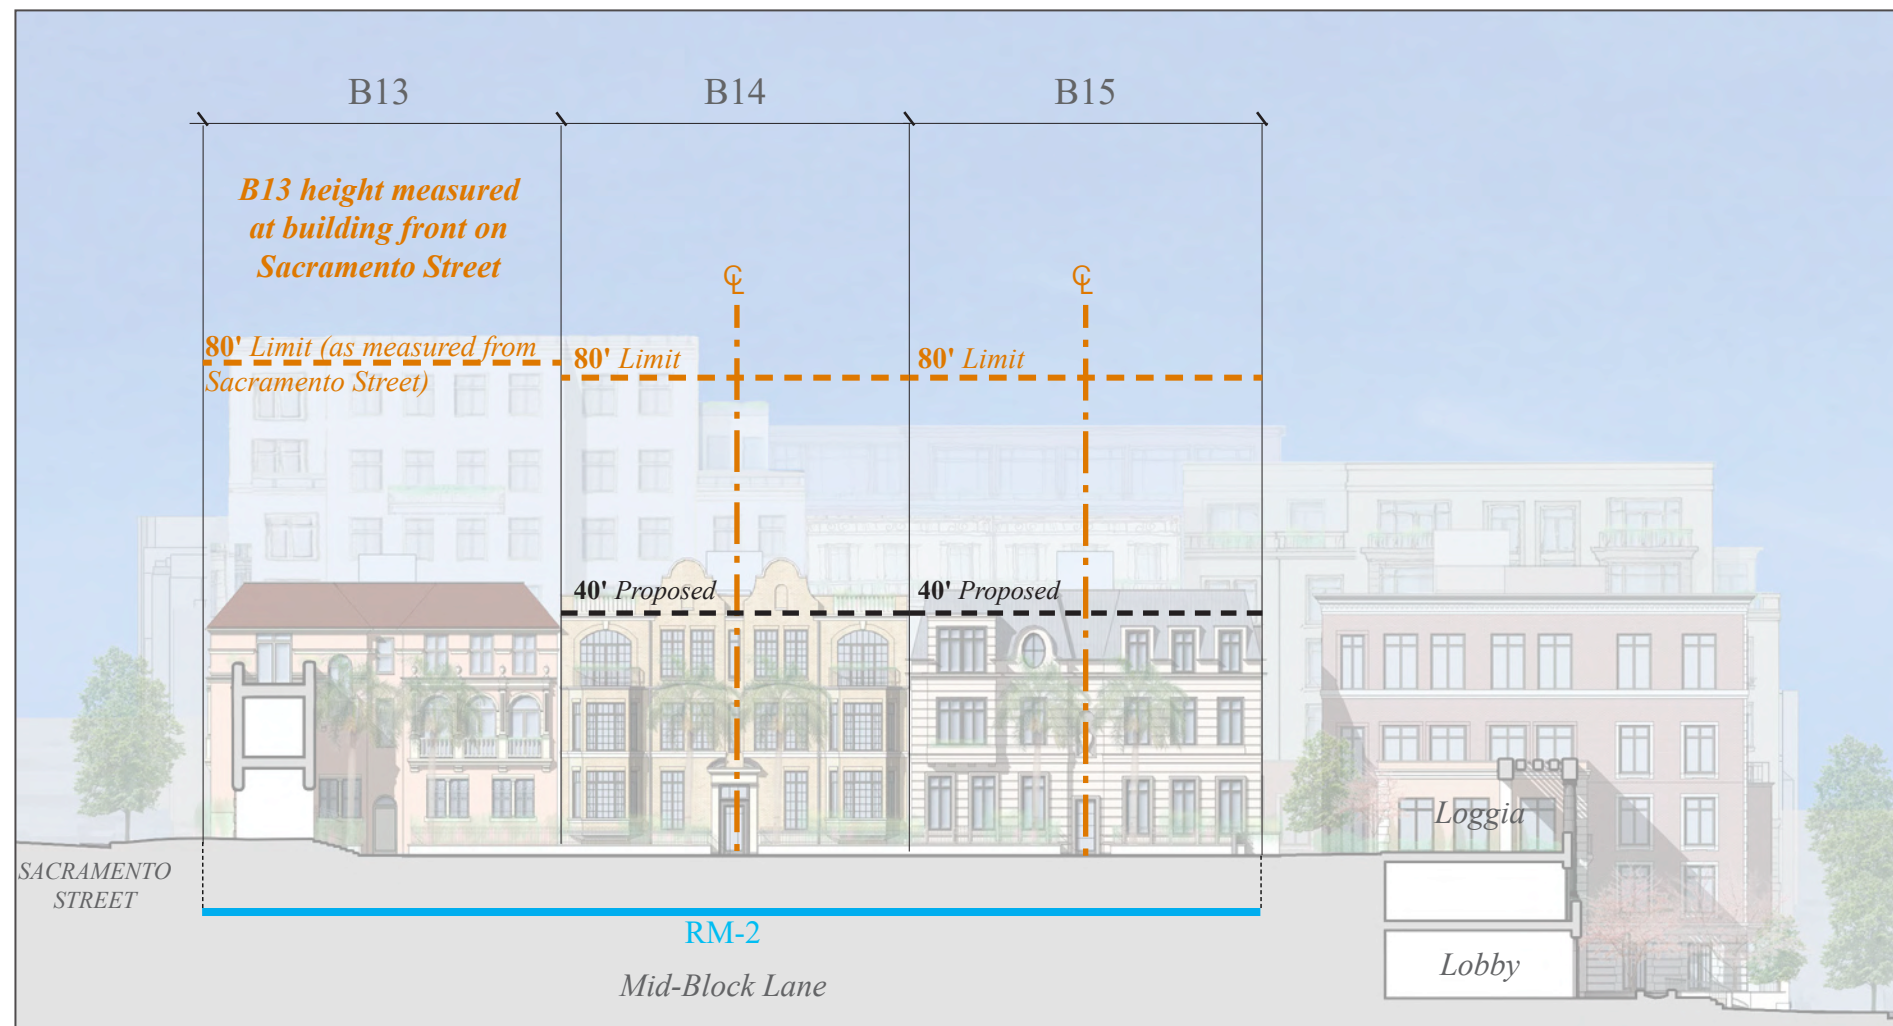 B13
B14
B15
B13 height measured
at building front on
Sacramento Street
℄
℄
80' Limit (as measured from
Sacramento Street)
80' Limit
80' Limit
40' Proposed
40' Proposed
Loggia
SACRAMENTO
STREET
RM-2
Lobby
Mid-Block Lane